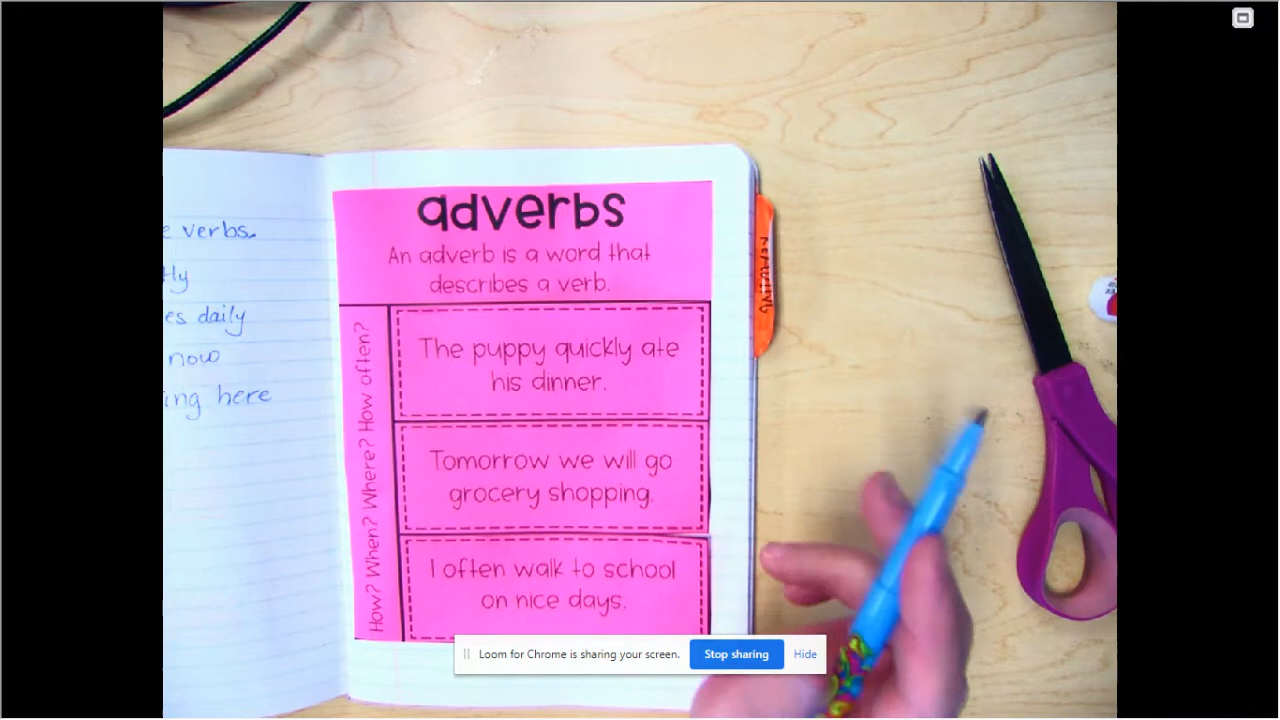 e verbs.
tly
es daily
now
ing here
adverbs
An adverb is a word that
describes a verb.
How? When? Where? How often?
The puppy quickly ate
his dinner.
Tomorrow we will go
grocery shopping.
I often walk to school
on nice days.
Loom for Chrome is sharing your screen. Stop sharing Hide